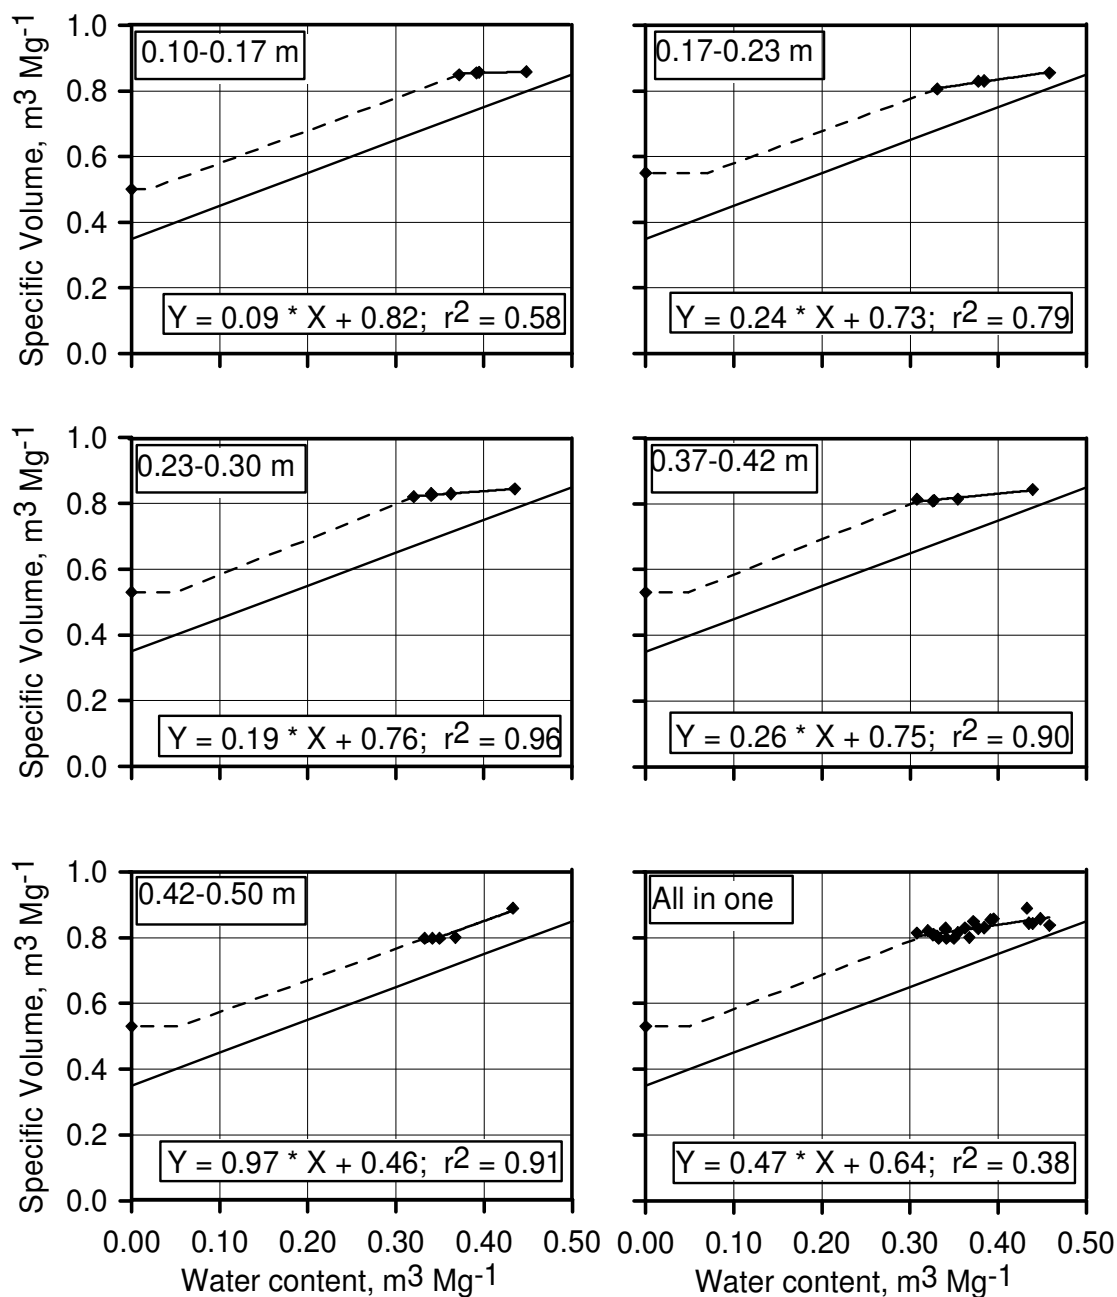 0.10-0.17 m
0.17-0.23 m
Specific Volume, m3 Mg-1
1.0
0.8
0.6
0.4
0.2
0.0
Y = 0.09 * X + 0.82; r2 = 0.58
Y = 0.24 * X + 0.73; r2 = 0.79
0.23-0.30 m
0.37-0.42 m
Specific Volume, m3 Mg-1
1.0
0.8
0.6
0.4
0.2
0.0
Y = 0.19 * X + 0.76; r2 = 0.96
Y = 0.26 * X + 0.75; r2 = 0.90
0.42-0.50 m
All in one
Specific Volume, m3 Mg-1
1.0
0.8
0.6
0.4
0.2
0.0
Y = 0.97 * X + 0.46; r2 = 0.91
Y = 0.47 * X + 0.64; r2 = 0.38
0.00 0.10 0.20 0.30 0.40 0.50
0.00 0.10 0.20 0.30 0.40 0.50
Water content, m3 Mg-1
Water content, m3 Mg-1